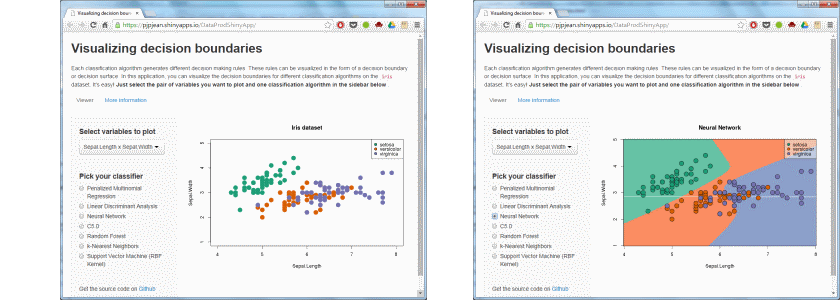 Visualizing decision boun
https://pjpjean.shinyapps.io/DataProdShinyApp/
Visualizing decision boundaries
Each classification algorithm generates different decision making rules. These rules can be visualized in the form of a decision boundary
or decision surface. In this application, you can visualize the decision boundaries for different classification algorithms on the iris
dataset. It's easy! Just select the pair of variables you want to plot and one classification algorithm in the sidebar below.
Viewer More information
Select variables to plot
Sepal Length x Sepal Width
Pick your classifier
Penalized Multinomial
Regression
Linear Discriminant Analysis
Neural Network
C5.0
Random Forest
k-Nearest Neighbors
Support Vector Machine (RBF
Kernel)
Get the source code on Github
Iris dataset
setosa
versicolor
virginica
Sepal.Width
5
4
3
2
1
4 5 6 7 8
Sepal.Length
Visualizing decision boun
https://pjpjean.shinyapps.io/DataProdShinyApp/
Visualizing decision boundaries
Each classification algorithm generates different decision making rules. These rules can be visualized in the form of a decision boundary
or decision surface. In this application, you can visualize the decision boundaries for different classification algorithms on the iris
dataset. It's easy! Just select the pair of variables you want to plot and one classification algorithm in the sidebar below.
Viewer More information
Select variables to plot
Sepal Length x Sepal Width
Pick your classifier
Penalized Multinomial
Regression
Linear Discriminant Analysis
Neural Network
C5.0
Random Forest
k-Nearest Neighbors
Support Vector Machine (RBF
Kernel)
Get the source code on Github
Neural Network
setosa
versicolor
virginica
Sepal.Width
5
4
3
2
1
4 5 6 7 8
Sepal.Length